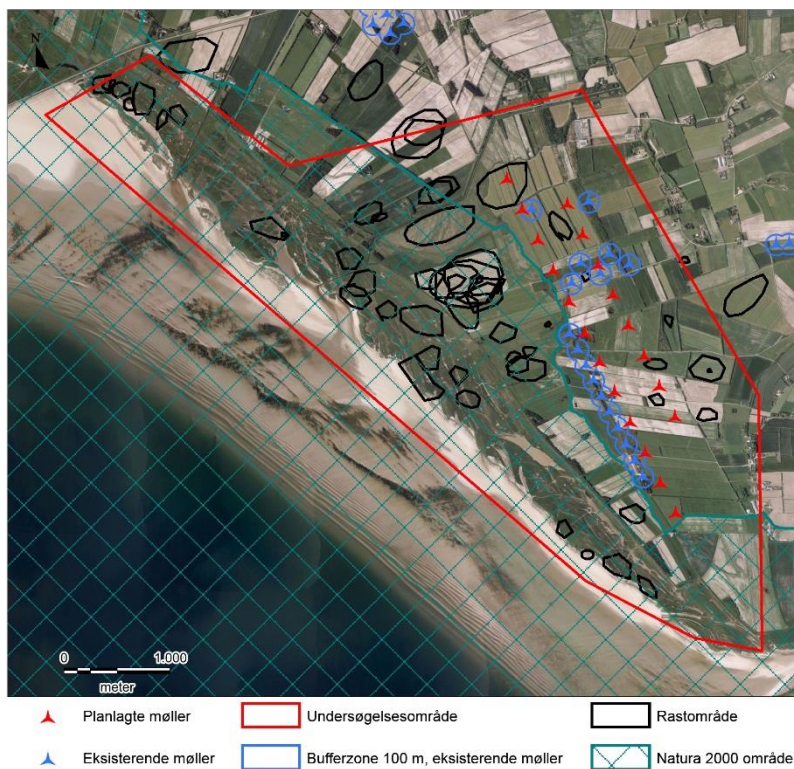 N
0 1.000
meter
Planlagte møller Undersøgelsesområde Rastområde
Eksisterende møller Bufferzone 100 m, eksisterende møller Natura 2000 område